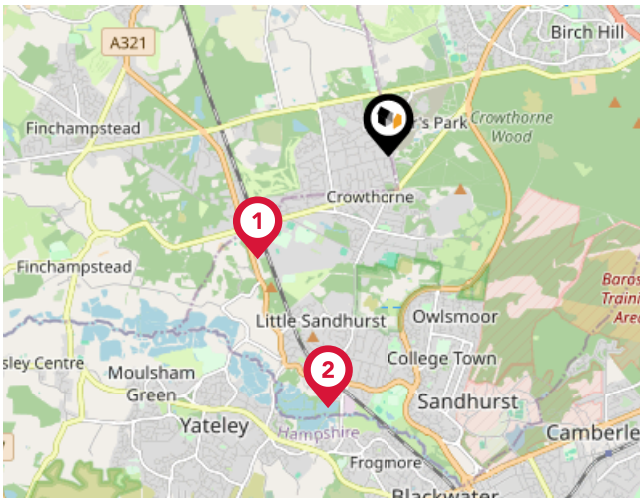 Birch Hill
A321
's Park
Crowthorne
Wood
Finchampstead
Crowthorne
1
Finchampstead
Baros
Traini
Area
Little Sandhurst
Owlsmoor
sley Centre
College Town
Moulsham
Green
2
Sandhurst
Yateley
Hampshire
Camberle
Frogmore
Blackwater